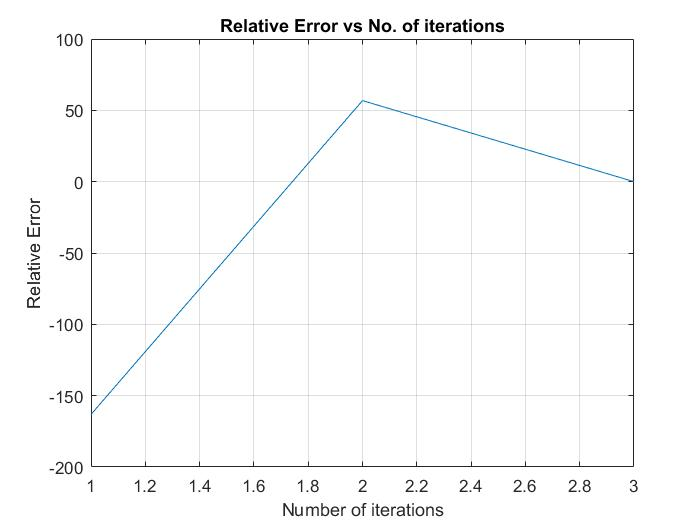 Relative Error vs No. of iterations
100
50
0
-50
-100
-150
-200
Relative Error
1 1.2 1.4 1.6 1.8 2 2.2 2.4 2.6 2.8 3
Number of iterations